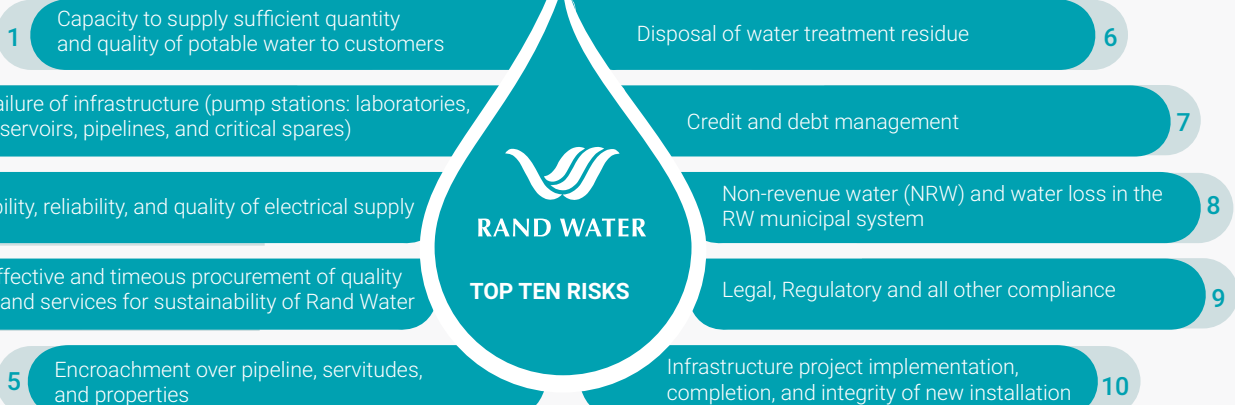 1
Capacity to supply sufficient quantity
and quality of potable water to customers
of infrastructure (pump stations: laboratories,
pipelines, and critical spares)
reliability, and quality of electrical supply
and timeous procurement of quality
and services for sustainability of Rand Water
5
Encroachment over pipeline, servitudes,
and properties
RAND WATER
TOP TEN RISKS
Disposal of water treatment residue
6
Credit and debt management
7
Non-revenue water (NRW) and water loss in the
RW municipal system
8
Legal, Regulatory and all other compliance
9
Infrastructure project implementation,
completion, and integrity of new installation
10